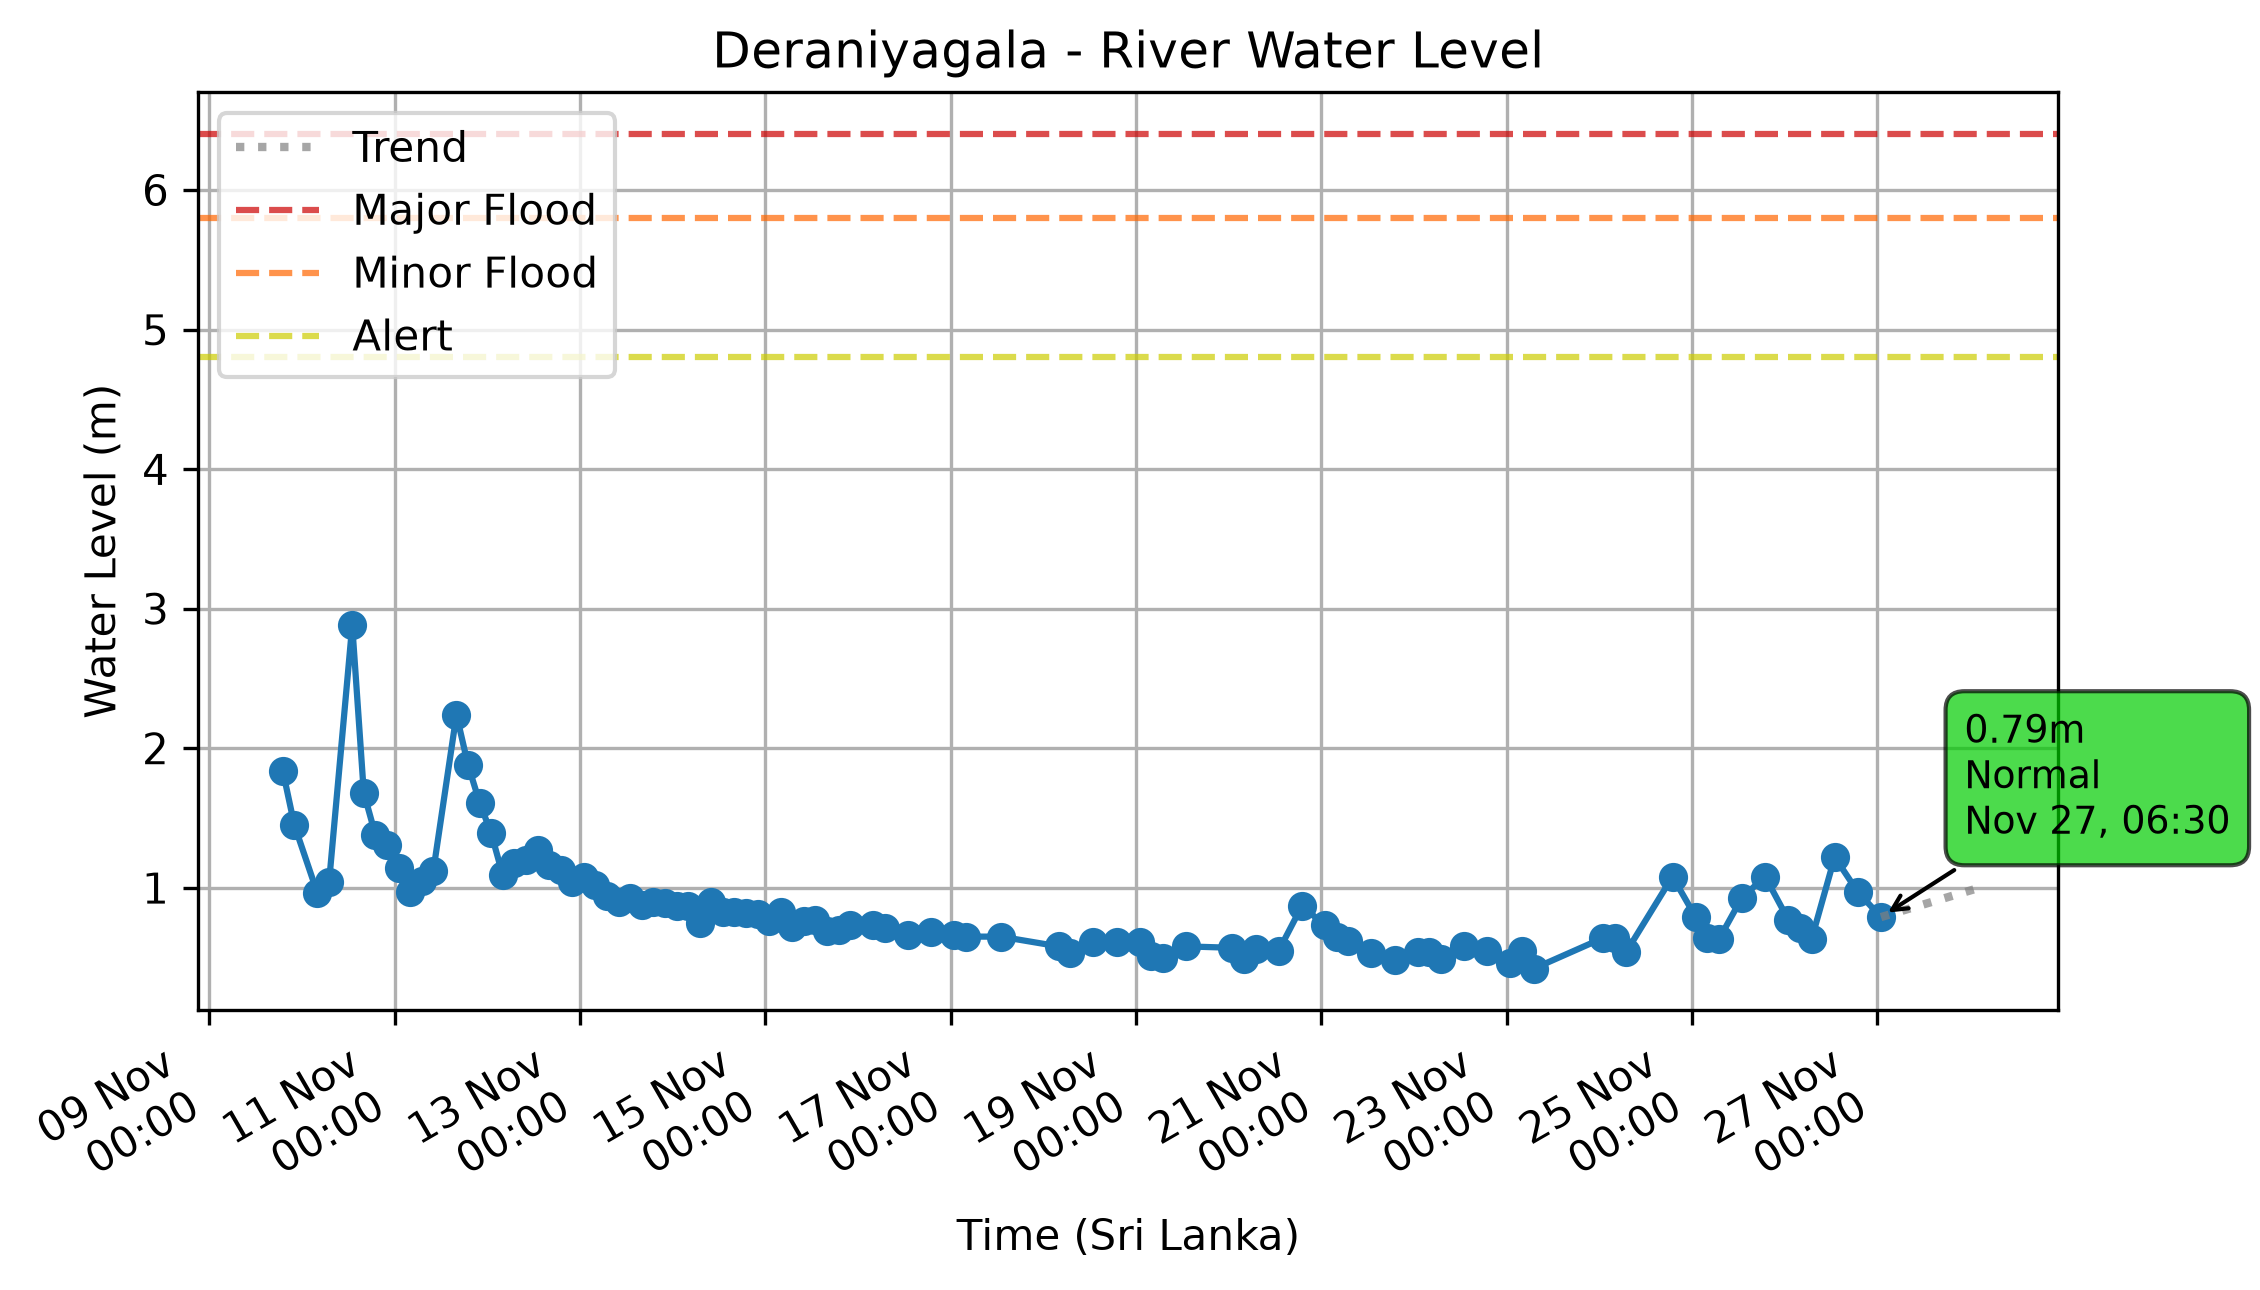 Deraniyagala - River Water Level
Trend
Major Flood
Minor Flood
Alert
6
5
4
3
2
1
Water Level (m)
0.79m
Normal
Nov 27, 06:30
09 Nov
00:00
11 Nov
00:00
13 Nov
00:00
15 Nov
00:00
17 Nov
00:00
19 Nov
00:00
21 Nov
00:00
23 Nov
00:00
25 Nov
00:00
27 Nov
00:00
Time (Sri Lanka)